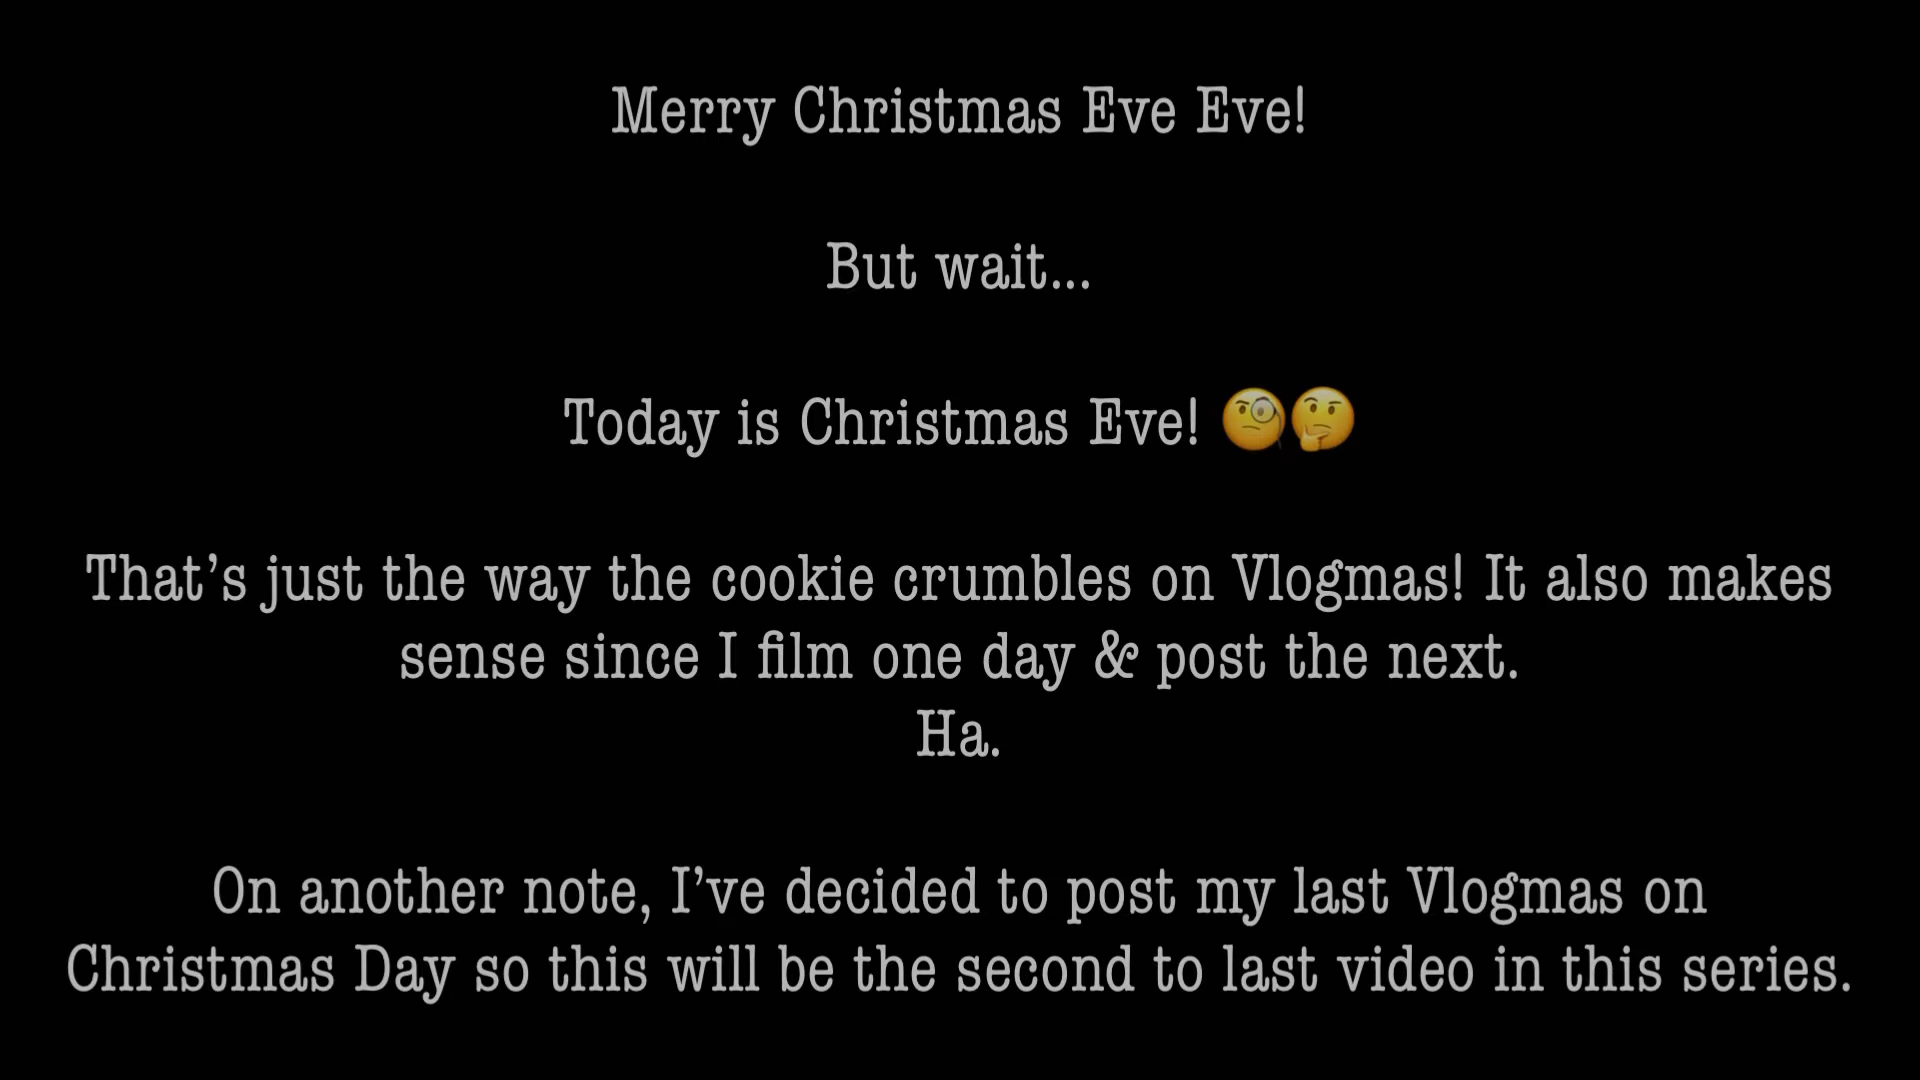 Merry Christmas Eve Eve!
But wait...
Today is Christmas Eve! 🧐🤔
That’s just the way the cookie crumbles on Vlogmas! It also makes
sense since I film one day & post the next.
Ha.
On another note, I’ve decided to post my last Vlogmas on
Christmas Day so this will be the second to last video in this series.